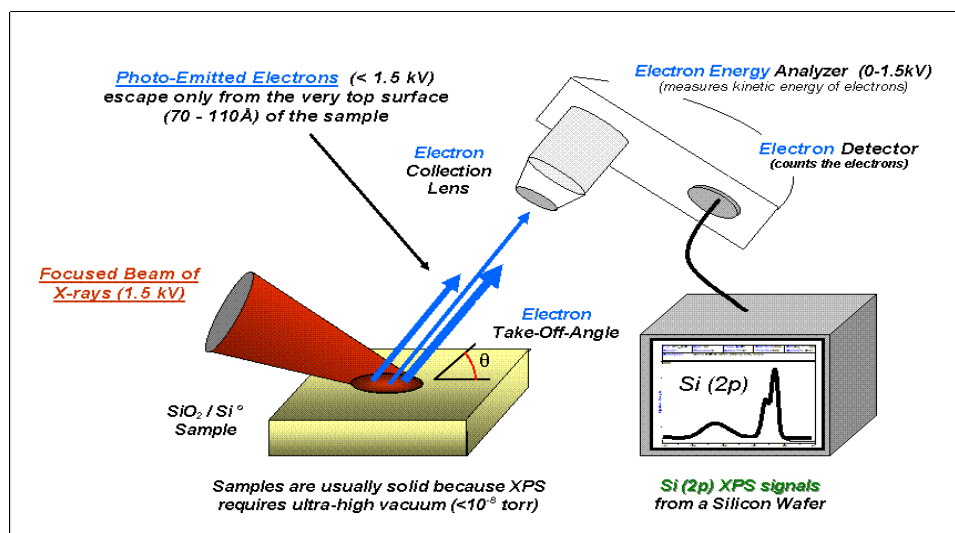 Photo-Emitted Electrons (< 1.5 kV)
escape only from the very top surface
(70 - 110Å) of the sample
Electron Energy Analyzer (0-1.5kV)
(measures kinetic energy of electrons)
Electron Detector
(counts the electrons)
Electron
Collection
Lens
Focused Beam of
X-rays (1.5 kV)
Electron
Take-Off-Angle
θ
Si (2p)
SiO₂ / Si°
Sample
Samples are usually solid because XPS
requires ultra-high vacuum (<10⁻⁸ torr)
Si (2p) XPS signals
from a Silicon Wafer